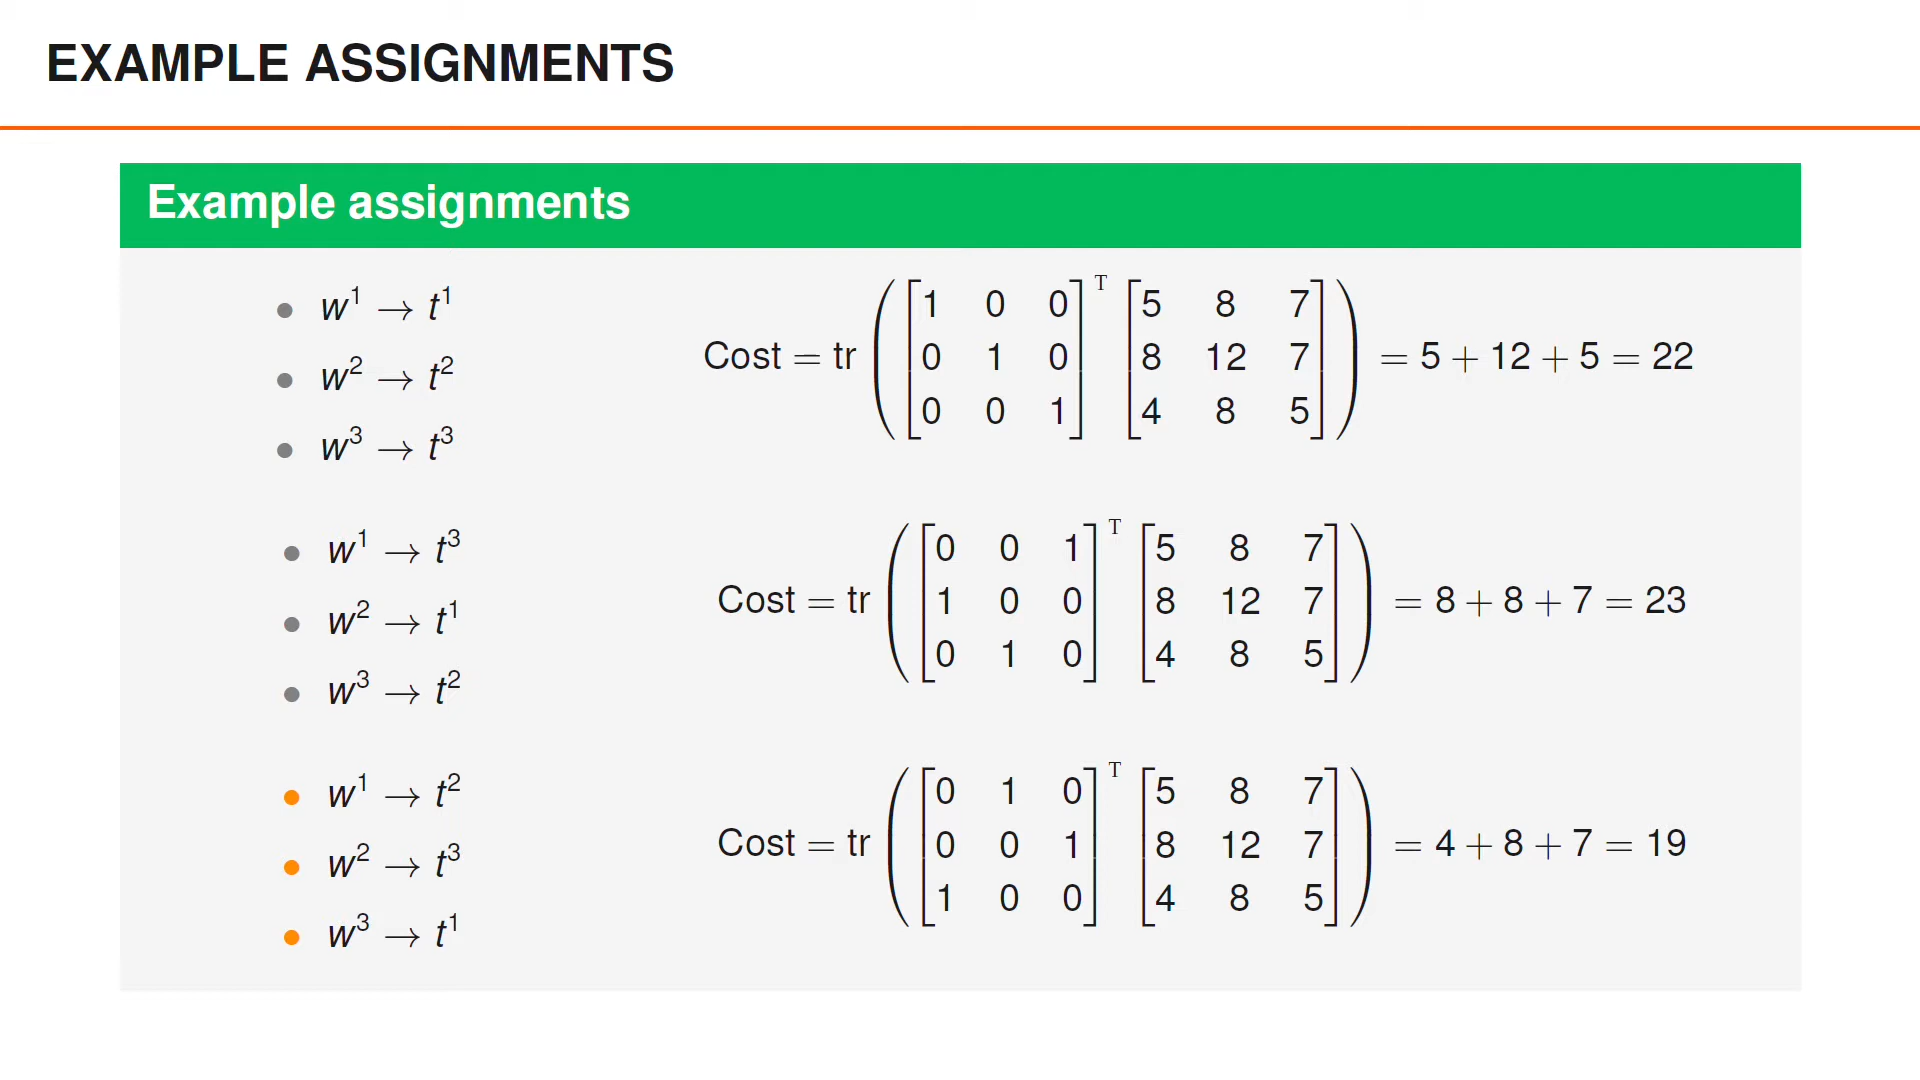 EXAMPLE ASSIGNMENTS
Example assignments
w¹ → t¹
w² → t²
w³ → t³
Cost = tr ( [ 1 0 0
0 1 0
0 0 1 ]ᵀ [ 5 8 7
8 12 7
4 8 5 ] ) = 5 + 12 + 5 = 22
w¹ → t³
w² → t¹
w³ → t²
Cost = tr ( [ 0 0 1
1 0 0
0 1 0 ]ᵀ [ 5 8 7
8 12 7
4 8 5 ] ) = 8 + 8 + 7 = 23
w¹ → t²
w² → t³
w³ → t¹
Cost = tr ( [ 0 1 0
0 0 1
1 0 0 ]ᵀ [ 5 8 7
8 12 7
4 8 5 ] ) = 4 + 8 + 7 = 19